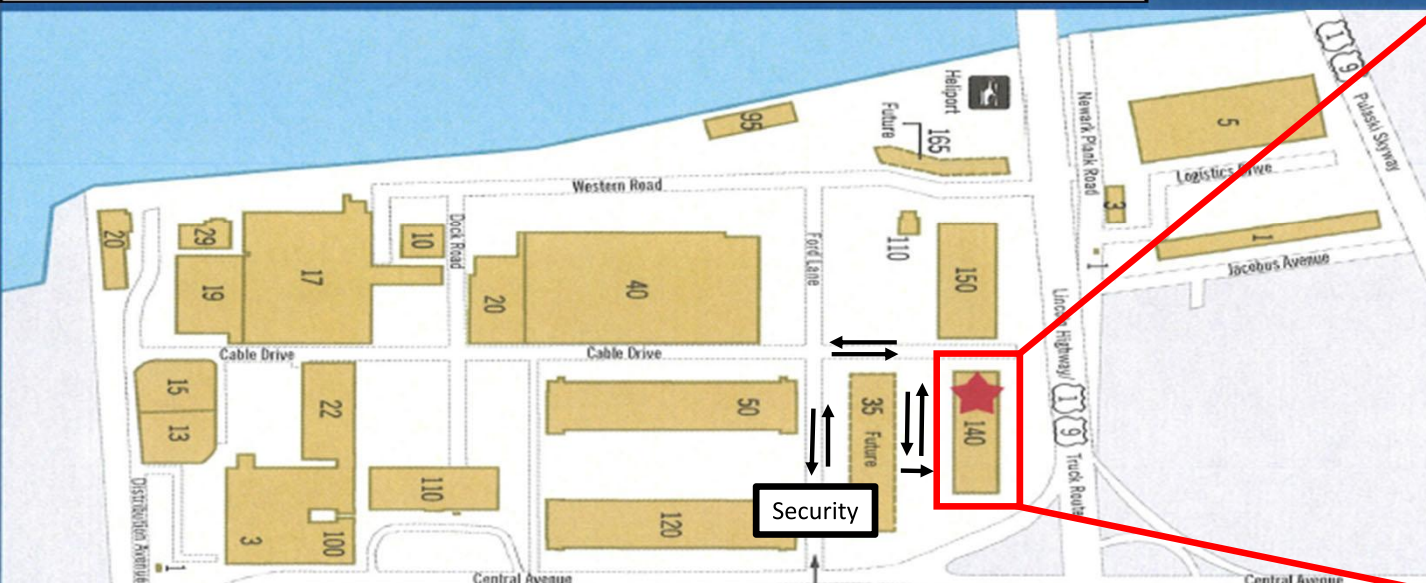 1
9
Pulaski Skyway
Heliport
95
Future
165
Newark Plank Road
5
Logistics Drive
3
Western Road
20
29
17
10
Dock Road
Ford Lane
110
150
1
1
Jacobus Avenue
19
20
40
Lincoln Highway/
1
9
Truck Route
Cable Drive
Cable Drive
15
13
22
50
35
Future
140
110
Security
120
Distribution Avenue
3
100
1
Central Avenue
Central Avenue